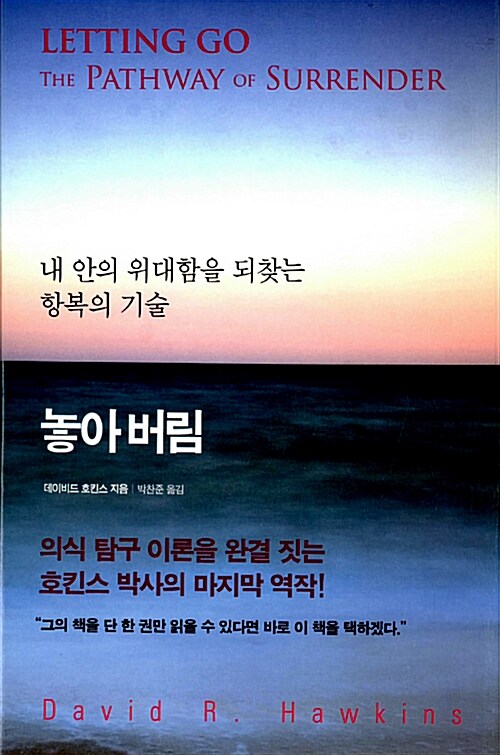 LETTING GO
THE PATHWAY OF SURRENDER
내 안의 위대함을 되찾는
항복의 기술
놓아 버림
데이비드 호킨스 지음 | 박찬준 옮김
의식 탐구 이론을 완결 짓는
호킨스 박사의 마지막 역작!
“그의 책을 단 한 권만 읽을 수 있다면 바로 이 책을 택하겠다.”
David R. Hawkins